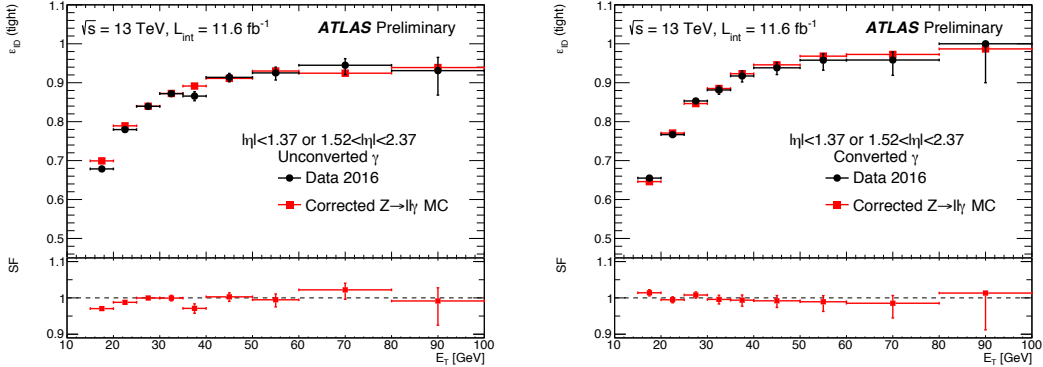 ε_ID (tight)
√s = 13 TeV, L_int = 11.6 fb⁻¹
ATLAS Preliminary
|η|<1.37 or 1.52<|η|<2.37
Unconverted γ
Data 2016
Corrected Z→llγ MC
1
0.9
0.8
0.7
0.6
0.5
SF
1.1
1
0.9
10 20 30 40 50 60 70 80 90 100
E_T [GeV]
ε_ID (tight)
√s = 13 TeV, L_int = 11.6 fb⁻¹
ATLAS Preliminary
|η|<1.37 or 1.52<|η|<2.37
Converted γ
Data 2016
Corrected Z→llγ MC
1
0.9
0.8
0.7
0.6
0.5
SF
1.1
1
0.9
10 20 30 40 50 60 70 80 90 100
E_T [GeV]